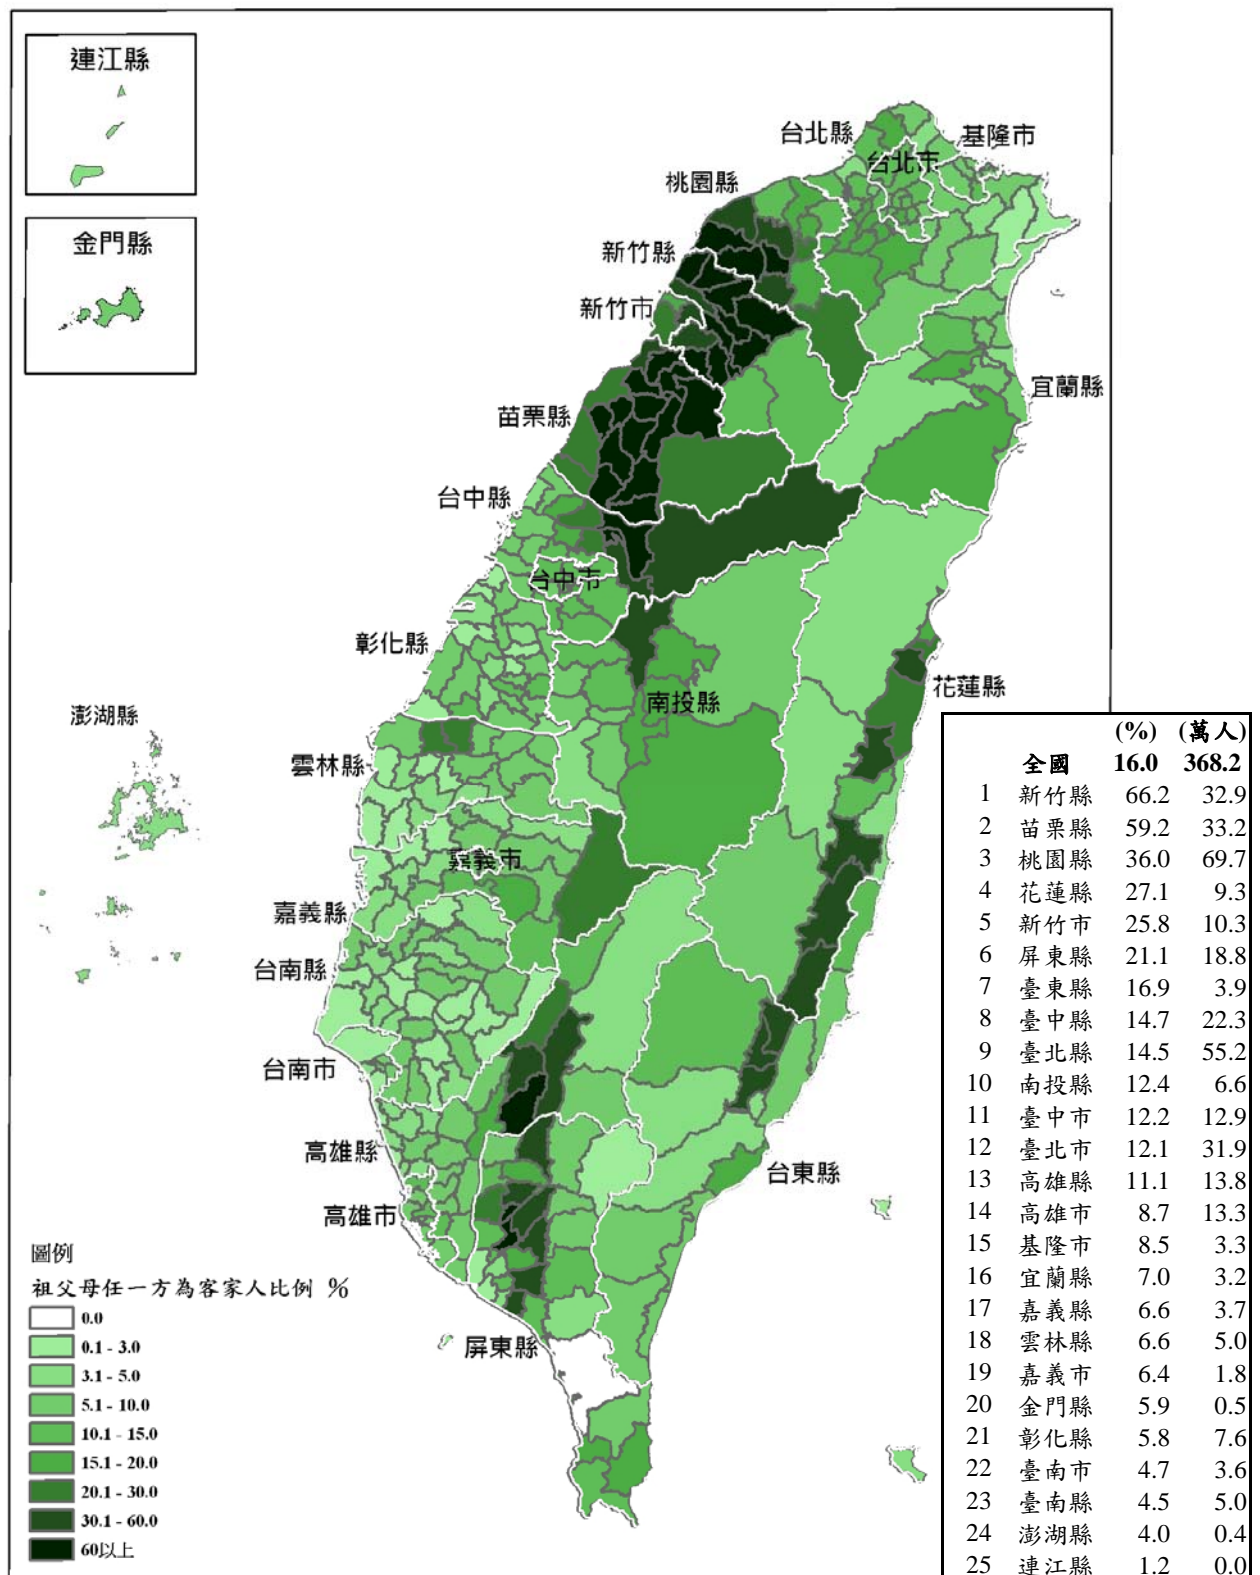 連江縣
金門縣
台北縣
基隆市
台北市
桃園縣
新竹縣
新竹市
宜蘭縣
苗栗縣
台中縣
台中市
彰化縣
花蓮縣
南投縣
澎湖縣
雲林縣
嘉義市
嘉義縣
台南縣
台南市
高雄縣
台東縣
高雄市
屏東縣
圖例
祖父母任一方為客家人比例 %
0.0
0.1 - 3.0
3.1 - 5.0
5.1 - 10.0
10.1 - 15.0
15.1 - 20.0
20.1 - 30.0
30.1 - 60.0
60以上
(%) (萬人)
全國 16.0 368.2
1 新竹縣 66.2 32.9
2 苗栗縣 59.2 33.2
3 桃園縣 36.0 69.7
4 花蓮縣 27.1 9.3
5 新竹市 25.8 10.3
6 屏東縣 21.1 18.8
7 臺東縣 16.9 3.9
8 臺中縣 14.7 22.3
9 臺北縣 14.5 55.2
10 南投縣 12.4 6.6
11 臺中市 12.2 12.9
12 臺北市 12.1 31.9
13 高雄縣 11.1 13.8
14 高雄市 8.7 13.3
15 基隆市 8.5 3.3
16 宜蘭縣 7.0 3.2
17 嘉義縣 6.6 3.7
18 雲林縣 6.6 5.0
19 嘉義市 6.4 1.8
20 金門縣 5.9 0.5
21 彰化縣 5.8 7.6
22 臺南市 4.7 3.6
23 臺南縣 4.5 5.0
24 澎湖縣 4.0 0.4
25 連江縣 1.2 0.0